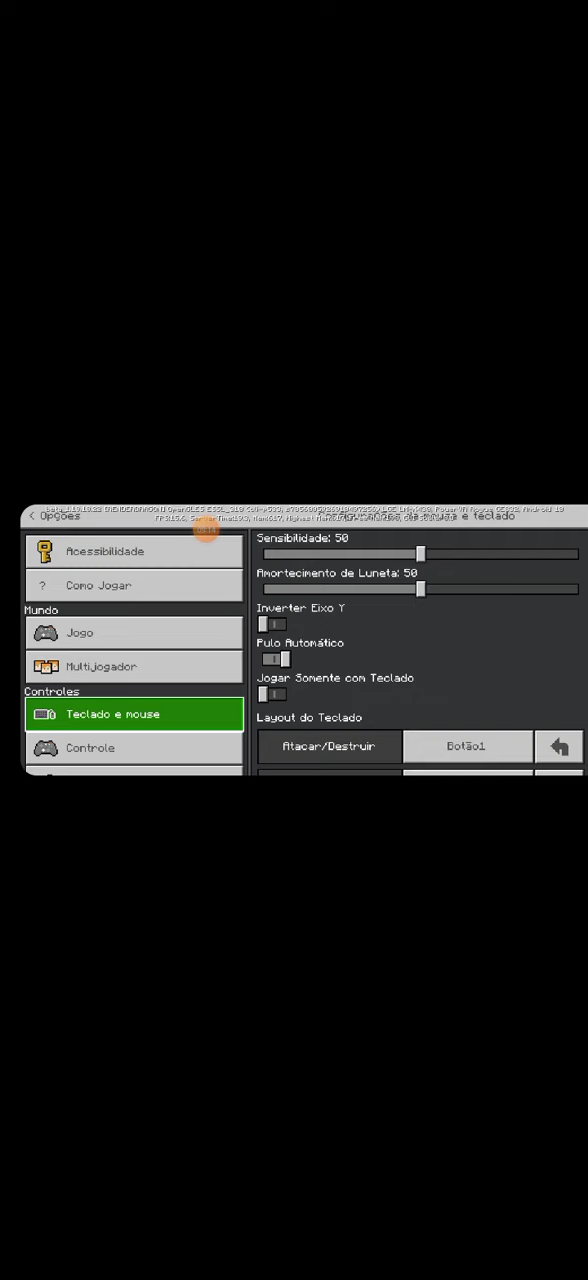 Opções
Configurações de mouse e teclado
Acessibilidade
Sensibilidade: 50
? Como Jogar
Amortecimento de Luneta: 50
Mundo
Inverter Eixo Y
Jogo
Pulo Automático
Multijogador
Jogar Somente com Teclado
Controles
Teclado e mouse
Layout do Teclado
Controle
Atacar/Destruir
Botão1